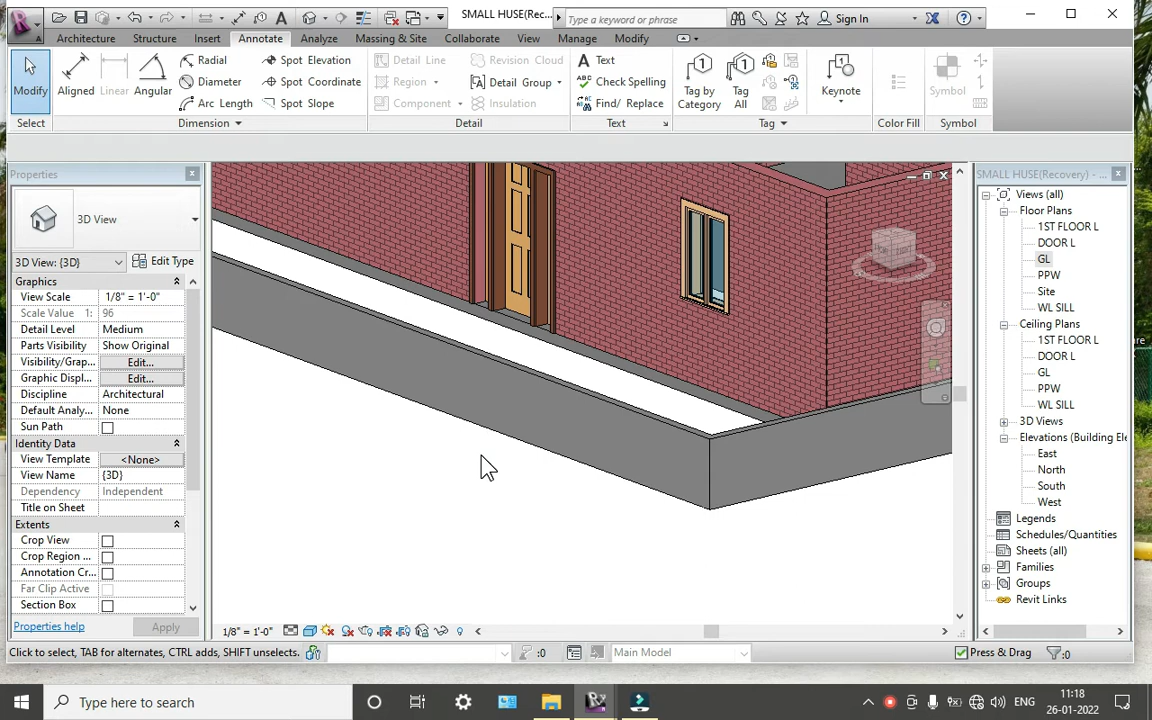 SMALL HUSE(Rec...
Type a keyword or phrase
Sign In
Architecture Structure Insert Annotate Analyze Massing & Site Collaborate View Manage Modify
Modify
Select
Aligned
Linear
Angular
Radial
Diameter
Arc Length
Spot Elevation
Spot Coordinate
Spot Slope
Dimension
Detail Line
Region
Component
Revision Cloud
Detail Group
Insulation
Detail
Text
Check Spelling
Find/ Replace
Text
Tag by Category
Tag All
Tag
Keynote
Color Fill
Symbol
Symbol
Properties
3D View
3D View: {3D}
Edit Type
Graphics
View Scale 1/8" = 1'-0"
Scale Value 1: 96
Detail Level Medium
Parts Visibility Show Original
Visibility/Grap... Edit...
Graphic Displ... Edit...
Discipline Architectural
Default Analy... None
Sun Path
Identity Data
View Template <None>
View Name {3D}
Dependency Independent
Title on Sheet
Extents
Crop View
Crop Region ...
Annotation Cr...
Far Clip Active
Section Box
Properties help
Apply
1/8" = 1'-0"
SMALL HUSE(Recovery) - ...
Views (all)
Floor Plans
1ST FLOOR L
DOOR L
GL
PPW
Site
WL SILL
Ceiling Plans
1ST FLOOR L
DOOR L
GL
PPW
WL SILL
3D Views
Elevations (Building Ele
East
North
South
West
Legends
Schedules/Quantities
Sheets (all)
Families
Groups
Revit Links
Click to select, TAB for alternates, CTRL adds, SHIFT unselects.
:0
Main Model
Press & Drag
:0
Type here to search
ENG
11:18
26-01-2022